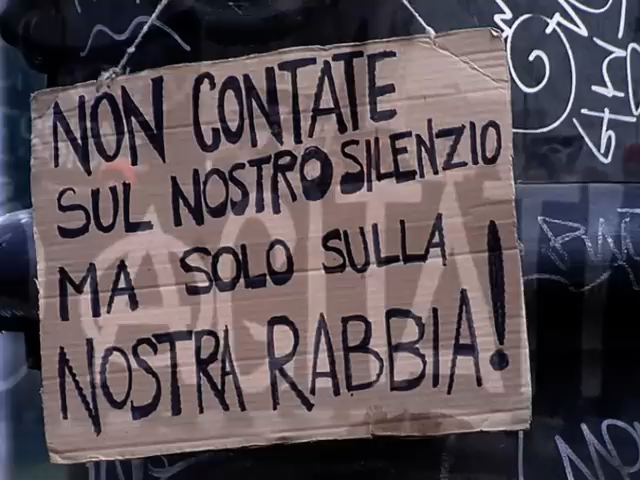 NON CONTATE
SUL NOSTRO SILENZIO
MA SOLO SULLA
NOSTRA RABBIA!